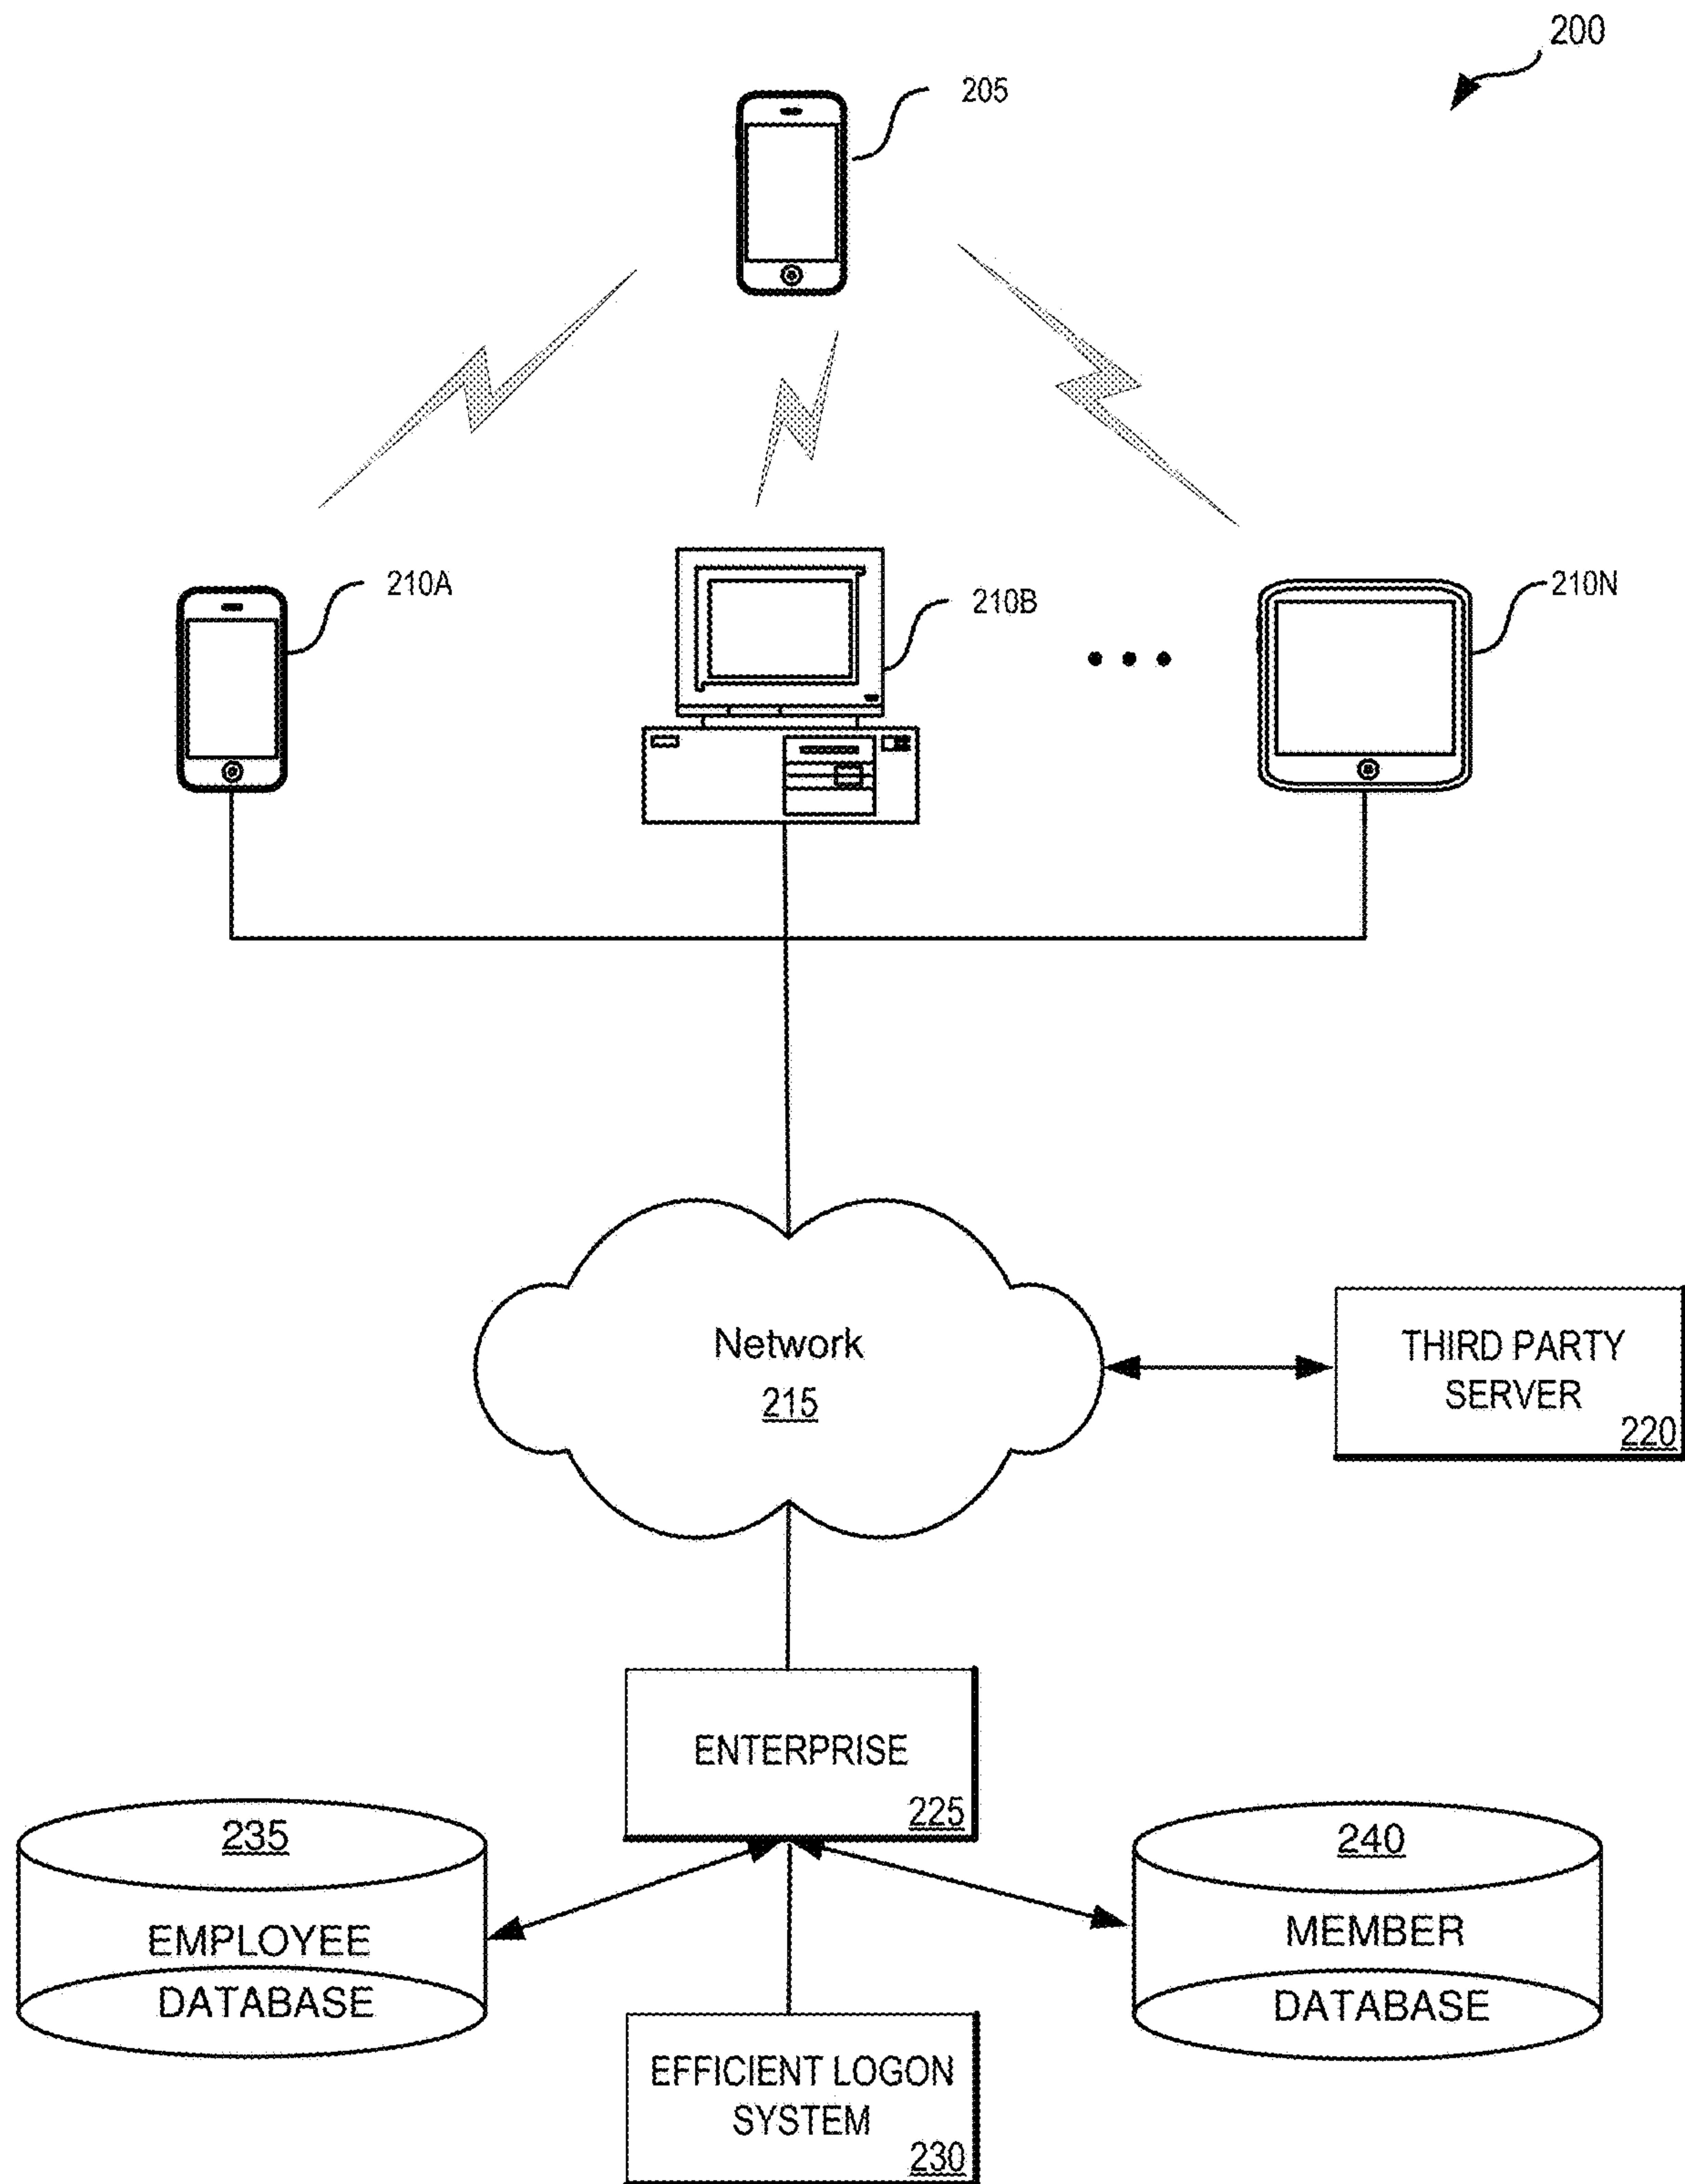 200
205
210A
210B
210N
Network
215
THIRD PARTY
SERVER
220
ENTERPRISE
225
235
EMPLOYEE
DATABASE
240
MEMBER
DATABASE
EFFICIENT LOGON
SYSTEM
230